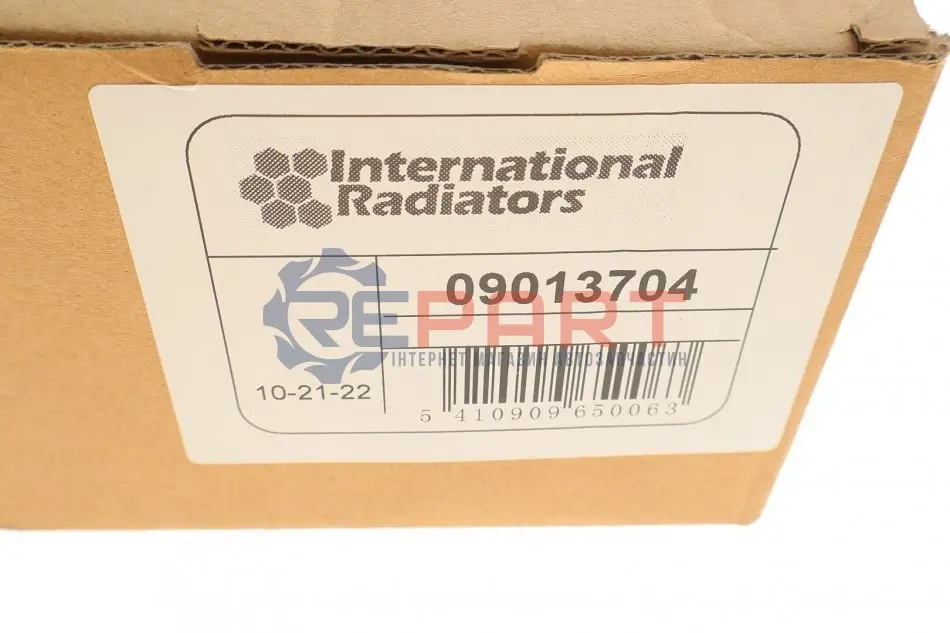 International
Radiators
09013704
REPART
ІНТЕРНЕТ МАГАЗИН АВТОЗАПЧАСТИН
10-21-22
5 410909 650063